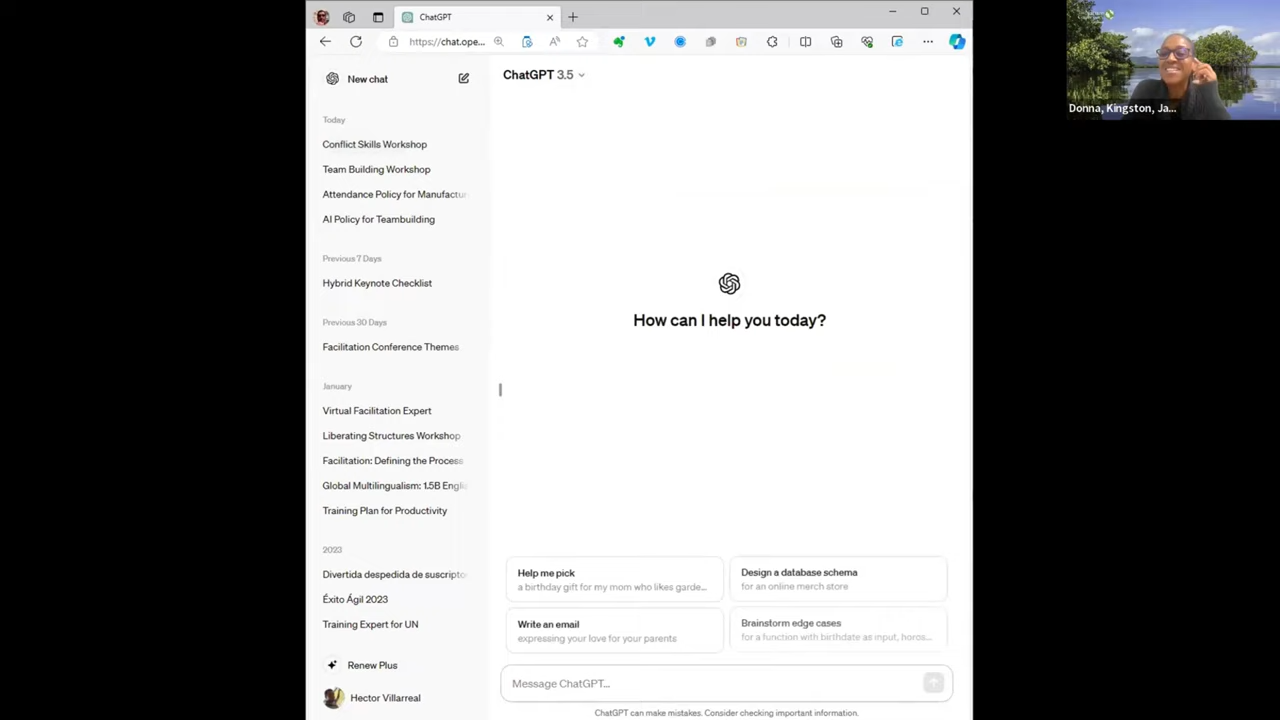 ChatGPT
https://chat.ope...
New chat
ChatGPT 3.5
Today
Conflict Skills Workshop
Team Building Workshop
Attendance Policy for Manufactur
AI Policy for Teambuilding
Previous 7 Days
Hybrid Keynote Checklist
Previous 30 Days
Facilitation Conference Themes
January
Virtual Facilitation Expert
Liberating Structures Workshop
Facilitation: Defining the Process
Global Multilingualism: 1.5B Englis
Training Plan for Productivity
2023
Divertida despedida de suscripto
Éxito Ágil 2023
Training Expert for UN
Renew Plus
Hector Villarreal
How can I help you today?
Help me pick
a birthday gift for my mom who likes garde...
Design a database schema
for an online merch store
Write an email
expressing your love for your parents
Brainstorm edge cases
for a function with birthdate as input, horos...
Message ChatGPT...
ChatGPT can make mistakes. Consider checking important information.
Donna, Kingston, Ja...